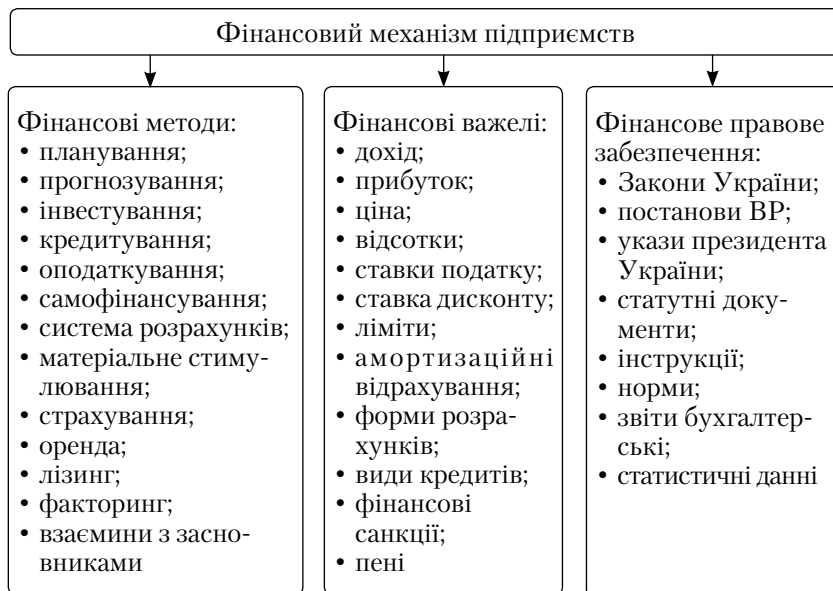 Фінансовий механізм підприємств
Фінансові методи:
• планування;
• прогнозування;
• інвестування;
• кредитування;
• оподаткування;
• самофінансування;
• система розрахунків;
• матеріальне стиму-
лювання;
• страхування;
• оренда;
• лізинг;
• факторинг;
• взаємини з засно-
вниками
Фінансові важелі:
• дохід;
• прибуток;
• ціна;
• відсотки;
• ставки податку;
• ставка дисконту;
• ліміти;
• амортизаційні
відрахування;
• форми розра-
хунків;
• види кредитів;
• фінансові
санкції;
• пені
Фінансове правове
забезпечення:
• Закони України;
• постанови ВР;
• укази президента
України;
• статутні доку-
менти;
• інструкції;
• норми;
• звіти бухгалтер-
ські;
• статистичні данні